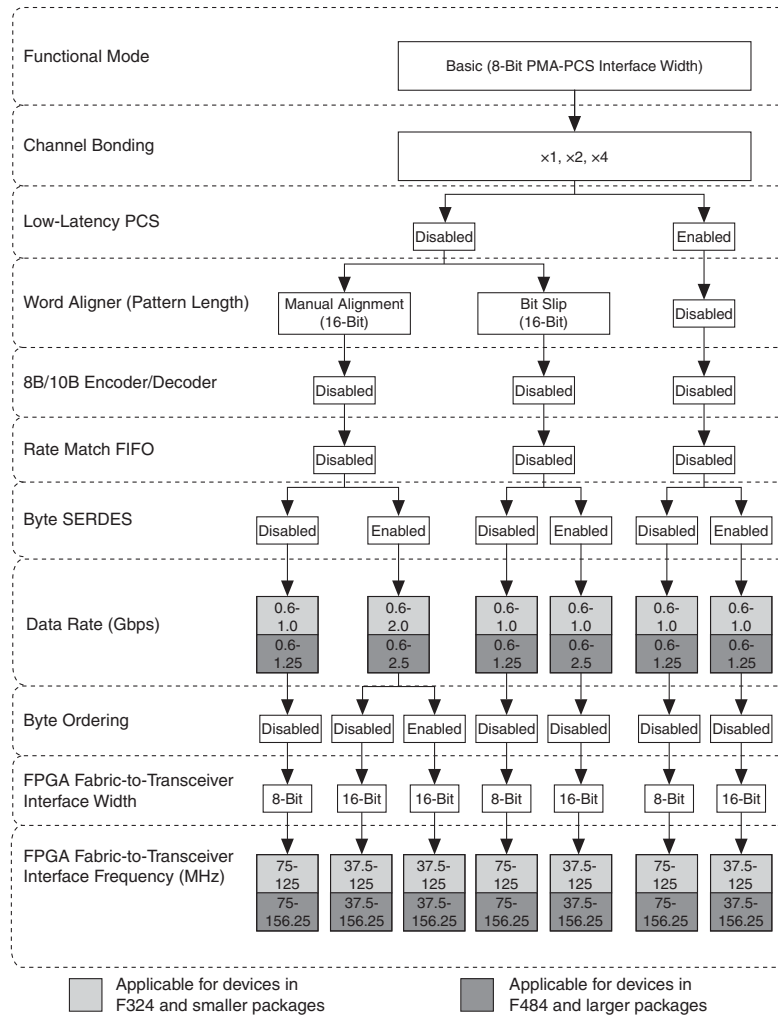 Functional Mode
Basic (8-Bit PMA-PCS Interface Width)
Channel Bonding
×1, ×2, ×4
Low-Latency PCS
Disabled
Enabled
Word Aligner (Pattern Length)
Manual Alignment
(16-Bit)
Bit Slip
(16-Bit)
Disabled
8B/10B Encoder/Decoder
Disabled
Disabled
Disabled
Rate Match FIFO
Disabled
Disabled
Disabled
Byte SERDES
Disabled
Enabled
Disabled
Enabled
Disabled
Enabled
Data Rate (Gbps)
0.6-
1.0
0.6-
1.25
0.6-
2.0
0.6-
2.5
0.6-
1.0
0.6-
1.25
0.6-
1.0
0.6-
2.5
0.6-
1.0
0.6-
1.25
0.6-
1.0
0.6-
1.25
Byte Ordering
Disabled
Disabled
Enabled
Disabled
Disabled
Disabled
Disabled
FPGA Fabric-to-Transceiver
Interface Width
8-Bit
16-Bit
16-Bit
8-Bit
16-Bit
8-Bit
16-Bit
FPGA Fabric-to-Transceiver
Interface Frequency (MHz)
75-
125
75-
156.25
37.5-
125
37.5-
156.25
37.5-
125
37.5-
156.25
75-
125
75-
156.25
37.5-
125
37.5-
156.25
75-
125
75-
156.25
37.5-
125
37.5-
156.25
Applicable for devices in
F324 and smaller packages
Applicable for devices in
F484 and larger packages